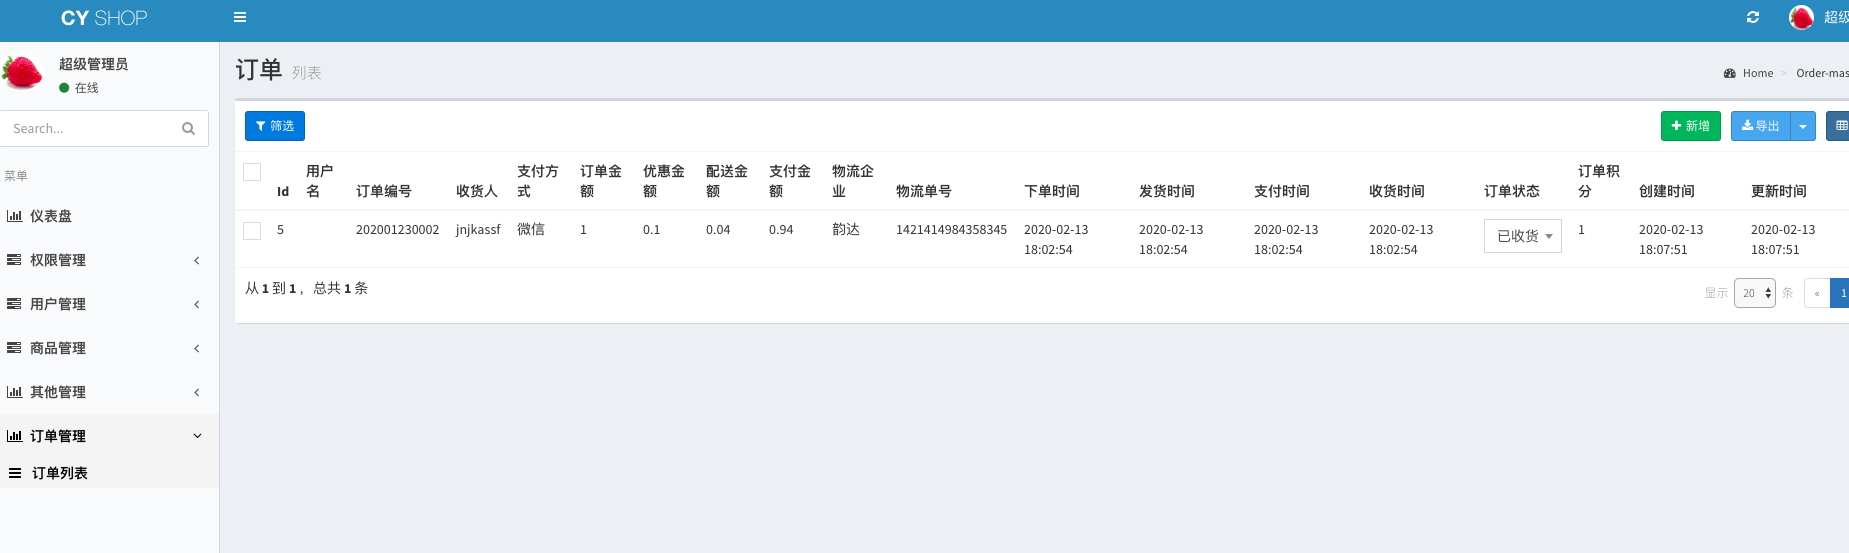 CY SHOP
超级
超级管理员
在线
Search...
菜单
仪表盘
权限管理
用户管理
商品管理
其他管理
订单管理
订单列表
订单 列表
Home > Order-mas
筛选
新增 导出
Id 用户名 订单编号 收货人 支付方式 订单金额 优惠金额 配送金额 支付金额 物流企业 物流单号 下单时间 发货时间 支付时间 收货时间 订单状态 订单积分 创建时间 更新时间
5 202001230002 jnjkassf 微信 1 0.1 0.04 0.94 韵达 1421414984358345 2020-02-13 18:02:54 2020-02-13 18:02:54 2020-02-13 18:02:54 2020-02-13 18:02:54 已收货 1 2020-02-13 18:07:51 2020-02-13 18:07:51
从 1 到 1 ，总共 1 条
显示 20 条 « 1